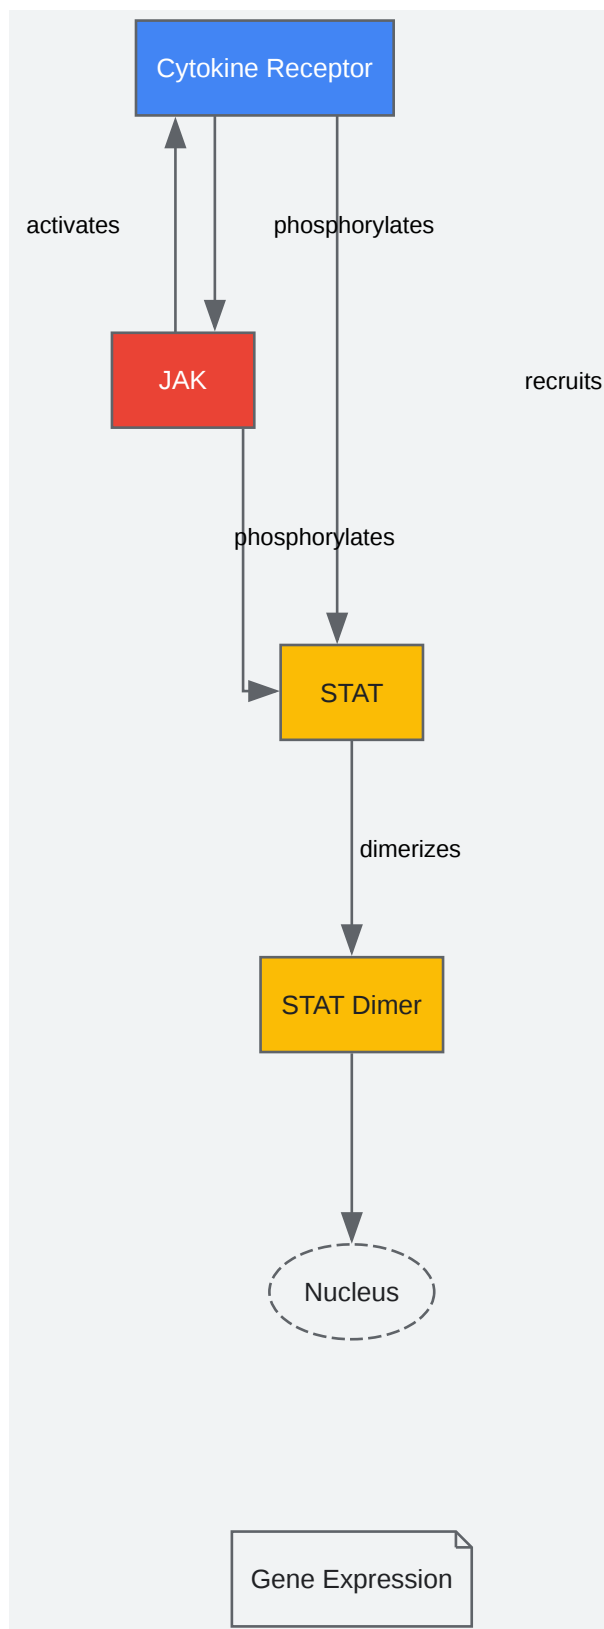 Cytokine Receptor
activates
phosphorylates
JAK
recruits
phosphorylates
STAT
dimerizes
STAT Dimer
Nucleus
Gene Expression